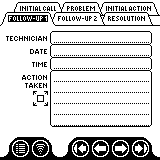 INITIAL CALL PROBLEM INITIAL ACTION
FOLLOW-UP 1 FOLLOW-UP 2 RESOLUTION
TECHNICIAN
DATE
TIME
ACTION
TAKEN